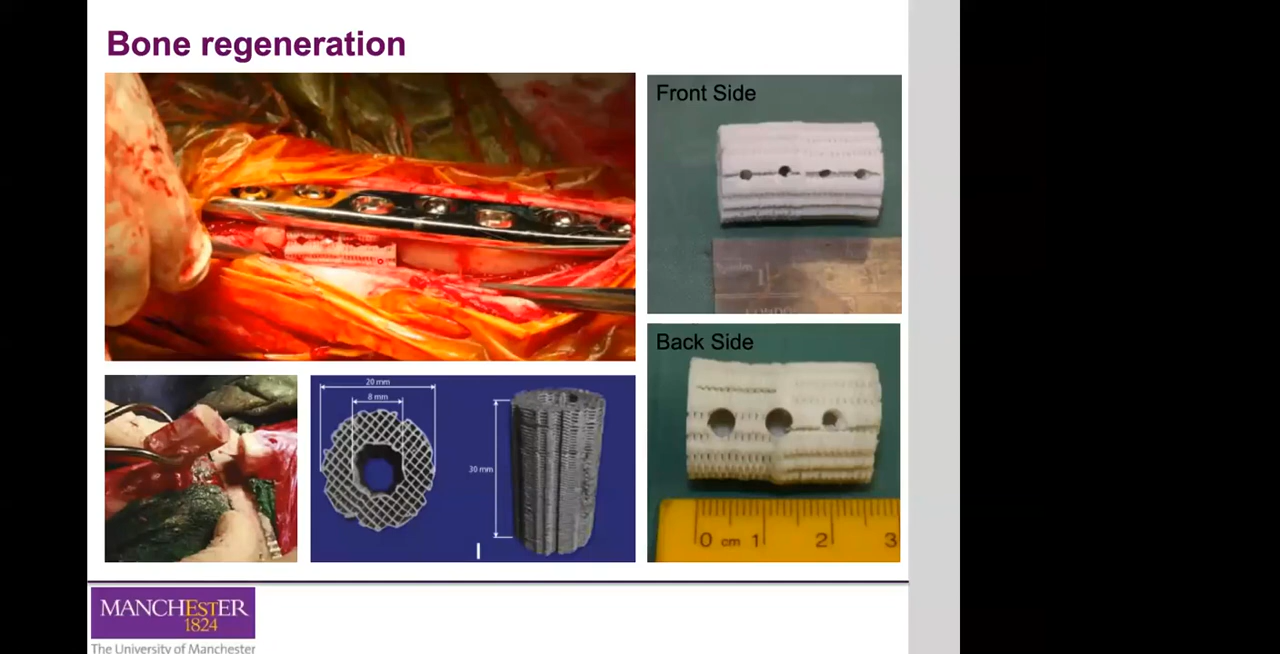 Bone regeneration
Front Side
Back Side
20 mm
8 mm
30 mm
0 cm 1 2 3
MANCHESTER
1824
The University of Manchester